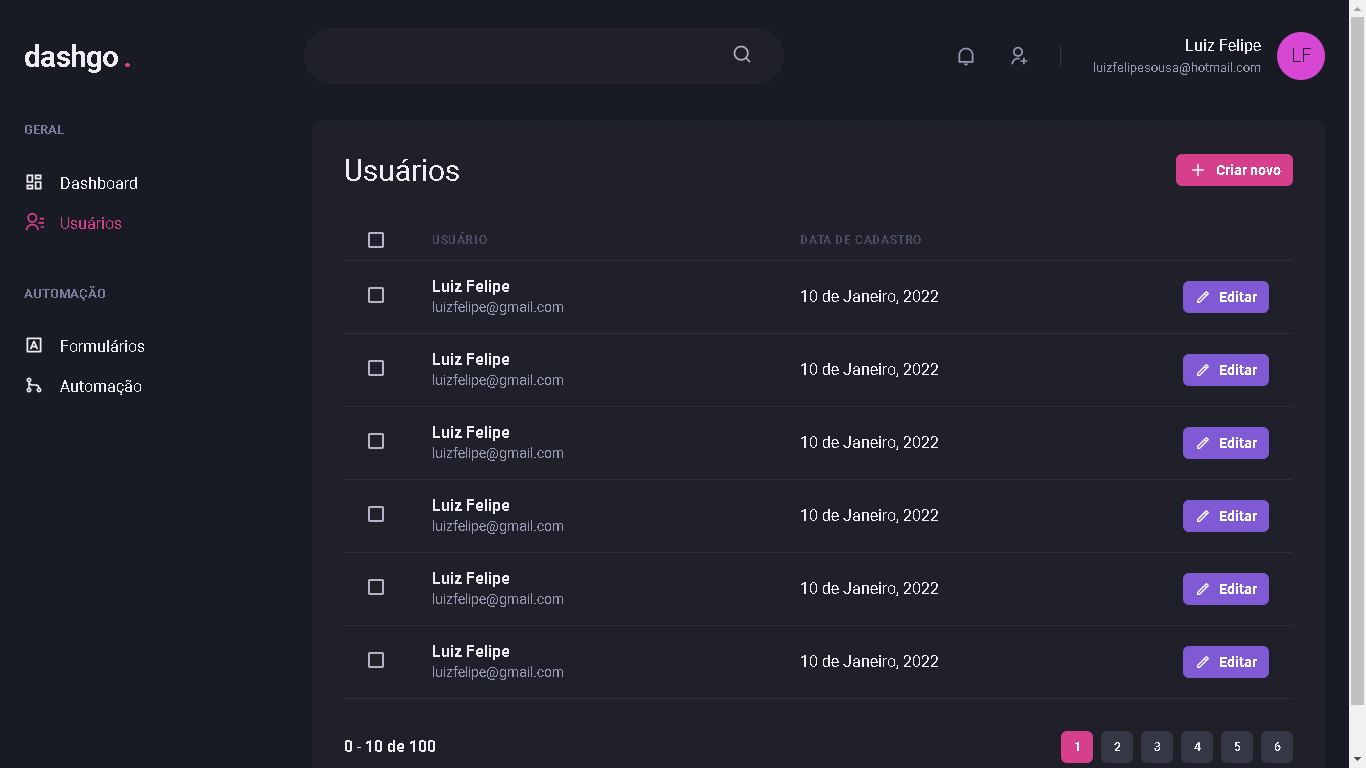 dashgo .
Luiz Felipe
luizfelipesousa@hotmail.com
LF
GERAL
Dashboard
Usuários
AUTOMAÇÃO
Formulários
Automação
Usuários
Criar novo
USUÁRIO DATA DE CADASTRO
Luiz Felipe
luizfelipe@gmail.com
10 de Janeiro, 2022
Editar
Luiz Felipe
luizfelipe@gmail.com
10 de Janeiro, 2022
Editar
Luiz Felipe
luizfelipe@gmail.com
10 de Janeiro, 2022
Editar
Luiz Felipe
luizfelipe@gmail.com
10 de Janeiro, 2022
Editar
Luiz Felipe
luizfelipe@gmail.com
10 de Janeiro, 2022
Editar
Luiz Felipe
luizfelipe@gmail.com
10 de Janeiro, 2022
Editar
0 - 10 de 100
1 2 3 4 5 6